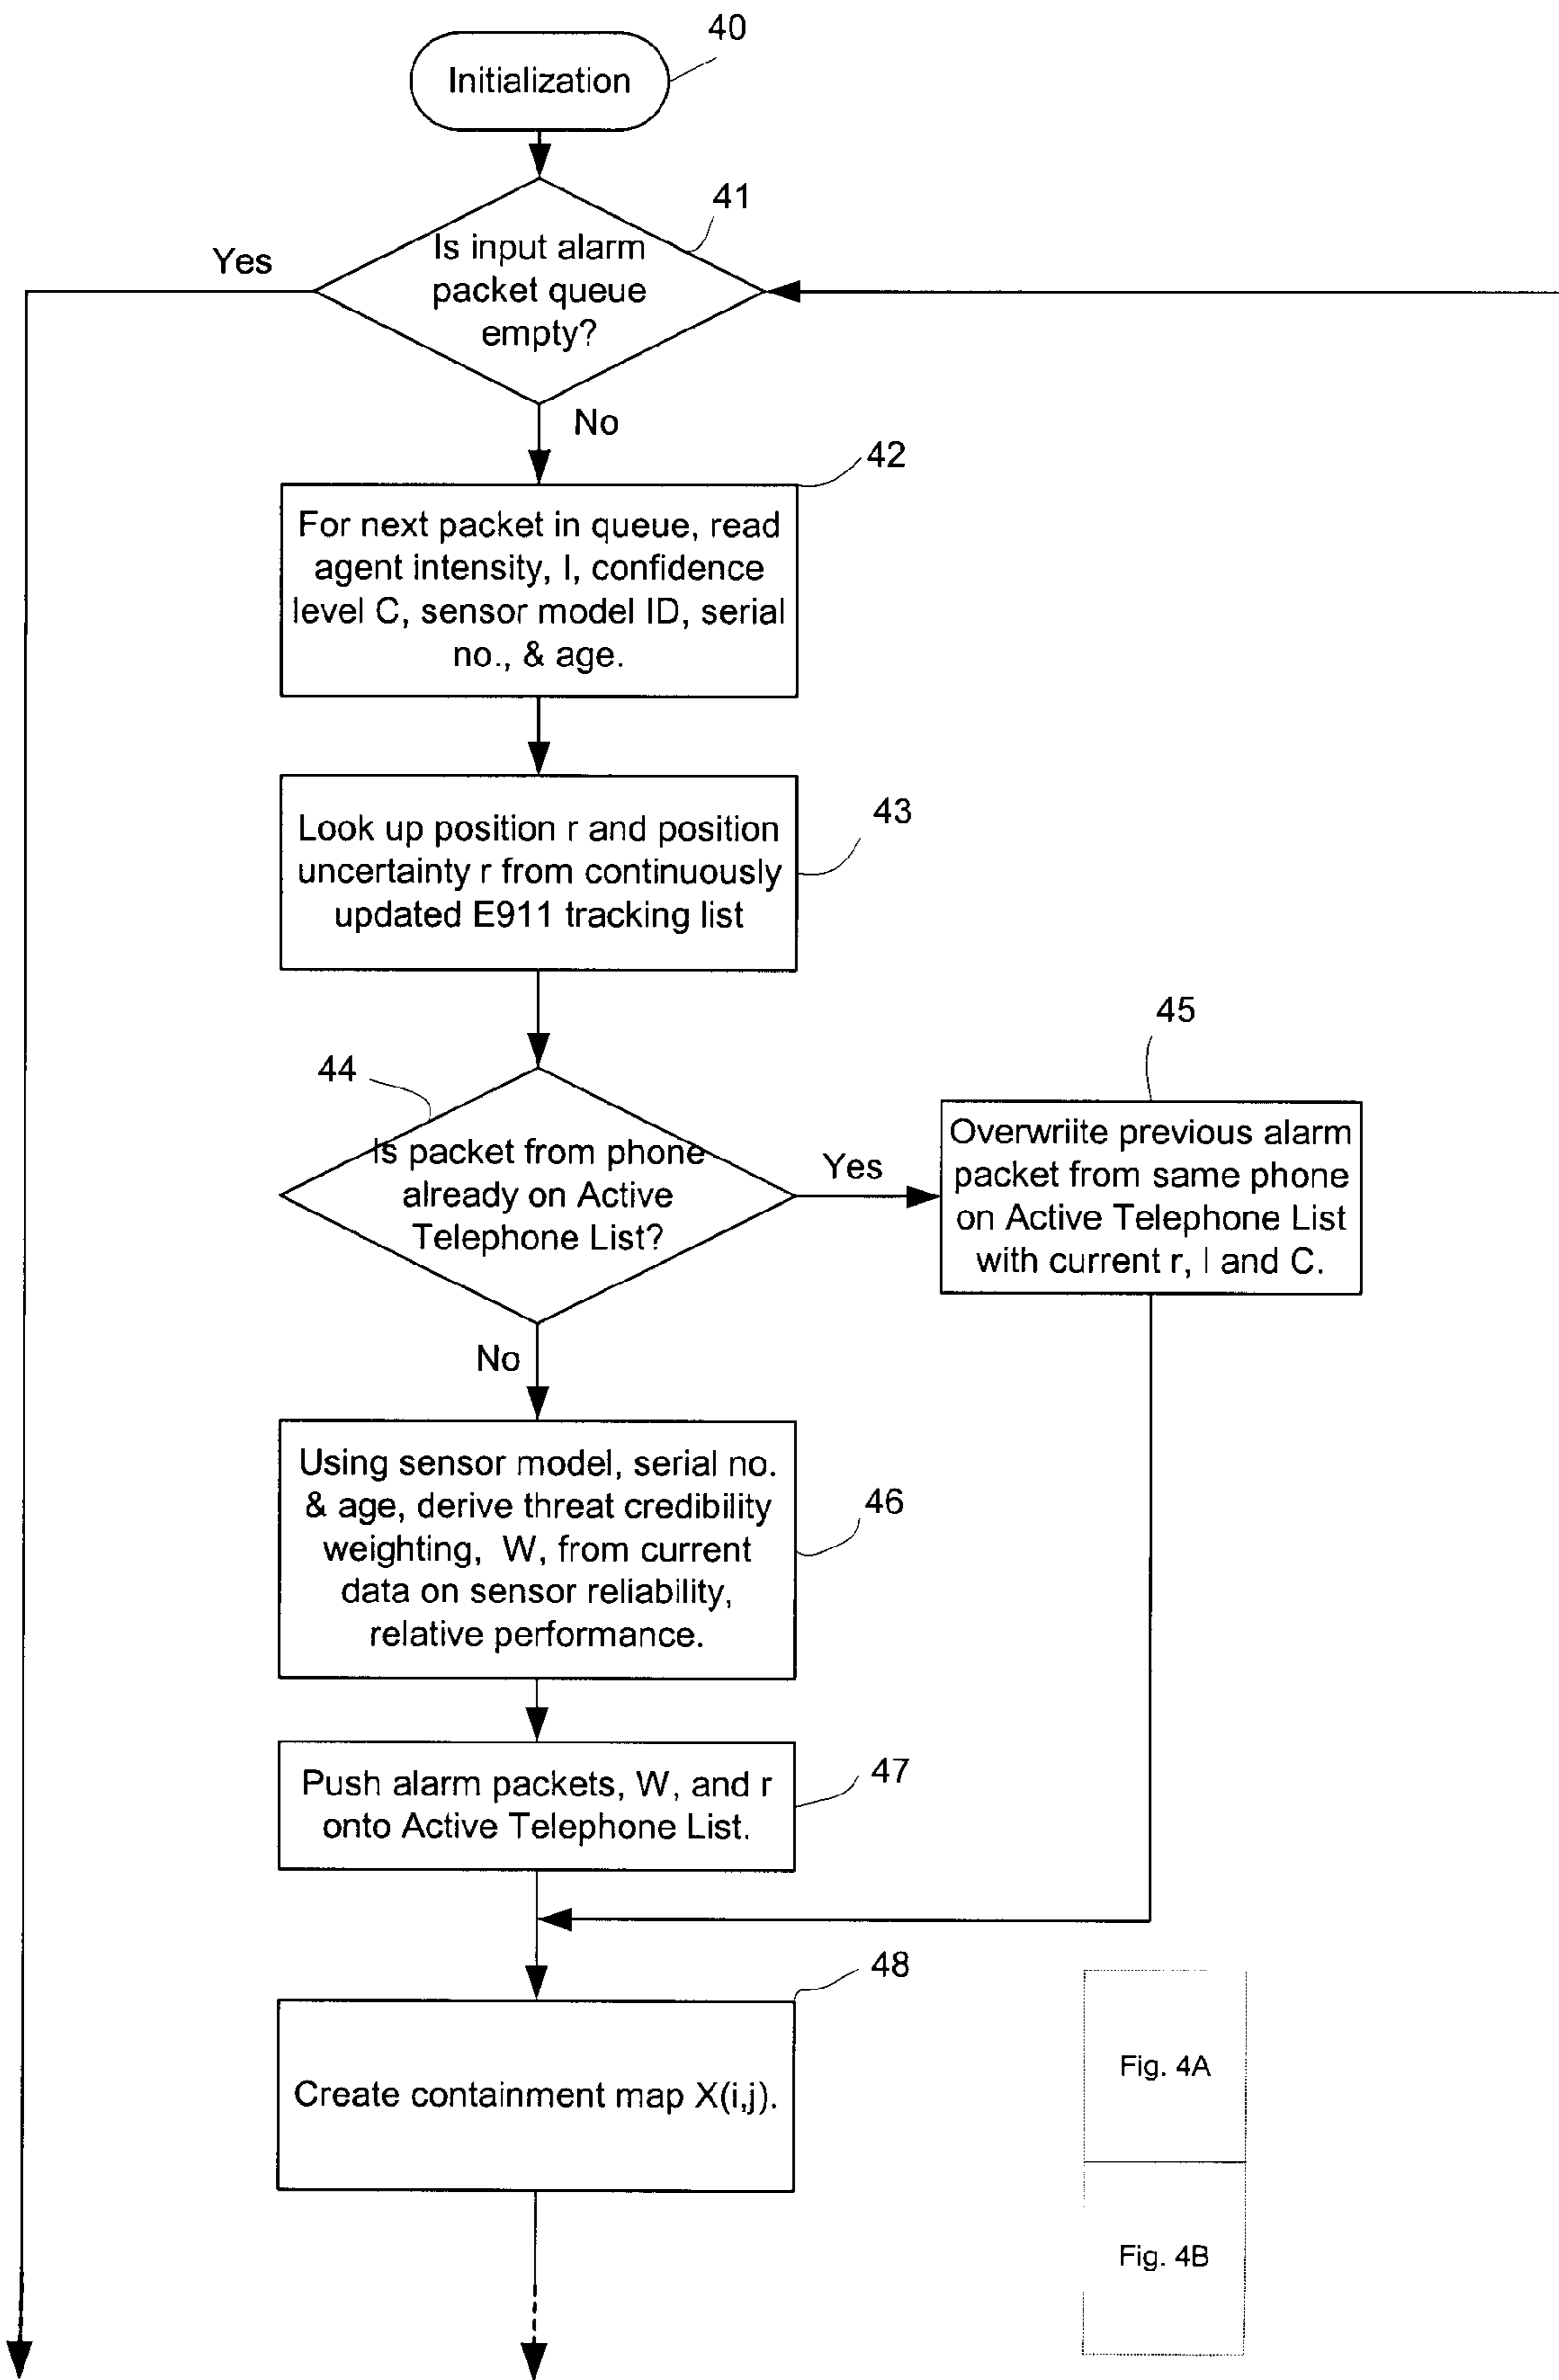 40
Initialization
41
Yes
Is input alarm
packet queue
empty?
No
42
For next packet in queue, read
agent intensity, I, confidence
level C, sensor model ID, serial
no., & age.
43
Look up position r and position
uncertainty r from continuously
updated E911 tracking list
44
Is packet from phone
already on Active
Telephone List?
Yes
45
Overwriite previous alarm
packet from same phone
on Active Telephone List
with current r, I and C.
No
46
Using sensor model, serial no.
& age, derive threat credibility
weighting, W, from current
data on sensor reliability,
relative performance.
47
Push alarm packets, W, and r
onto Active Telephone List.
48
Create containment map X(i,j).
Fig. 4A
Fig. 4B